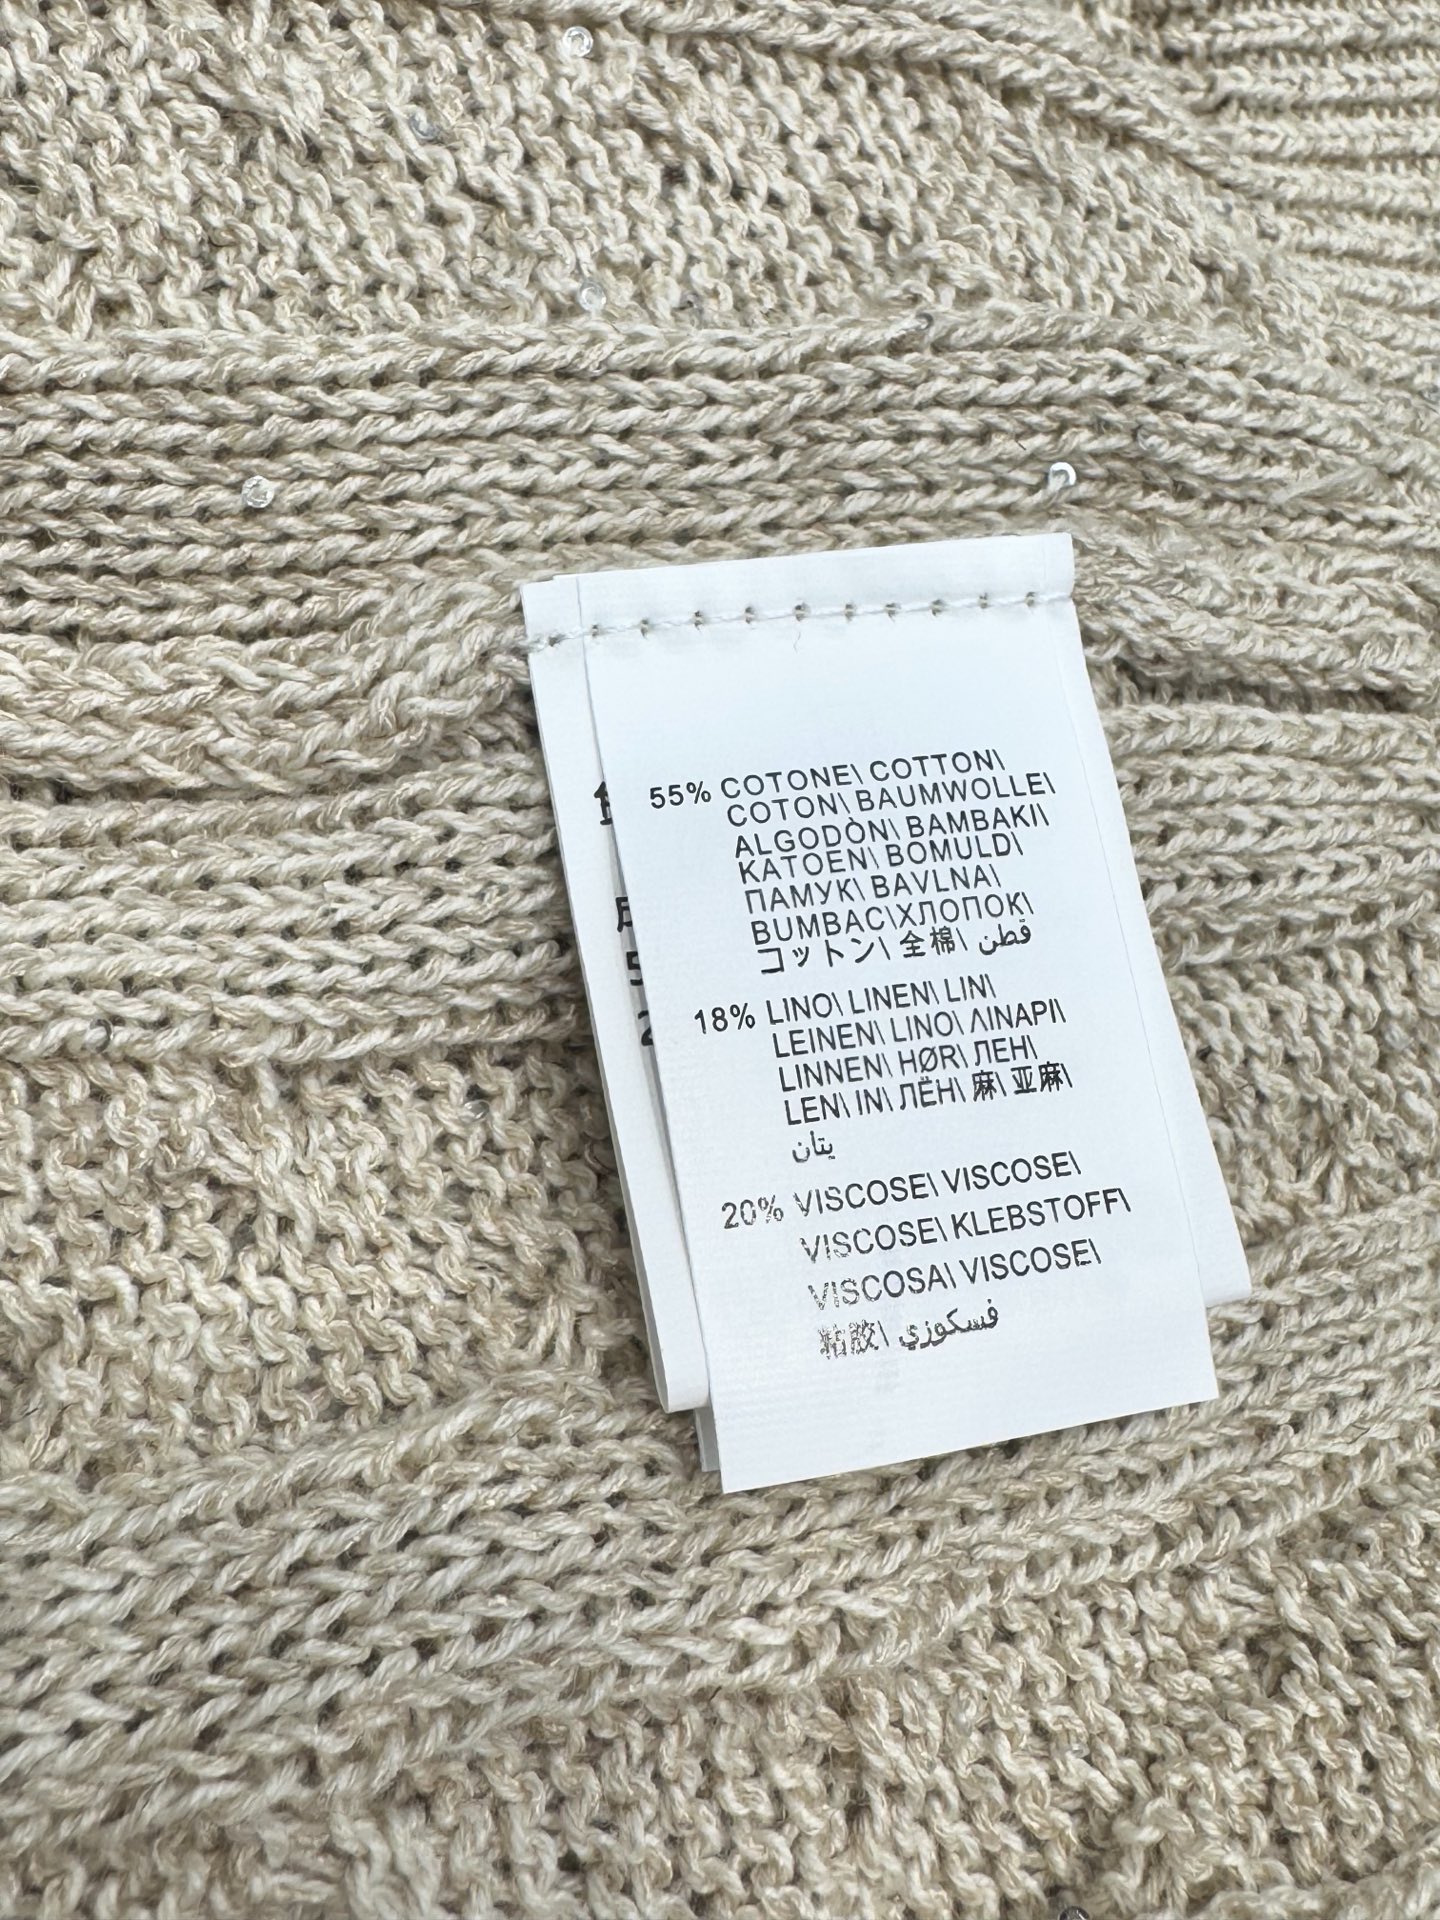 55% COTONE\ COTTON\
COTON\ BAUMWOLLE\
ALGODÒN\ BAMBAKI\
KATOEN\ BOMULD\
ПАМУК\ BAVLNA\
BUMBAC\ХЛОПОК\
コットン\ 全棉\ قطن
18% LINO\ LINEN\ LIN\
LEINEN\ LINO\ ΛΙΝΑΡΙ\
LINNEN\ HØR\ ЛЕН\
LEN\ IN\ ЛЁН\ 麻\ 亚麻\
يتان
20% VISCOSE\ VISCOSE\
VISCOSE\ KLEBSTOFF\
VISCOSA\ VISCOSE\
粘胶\ فسكوزي